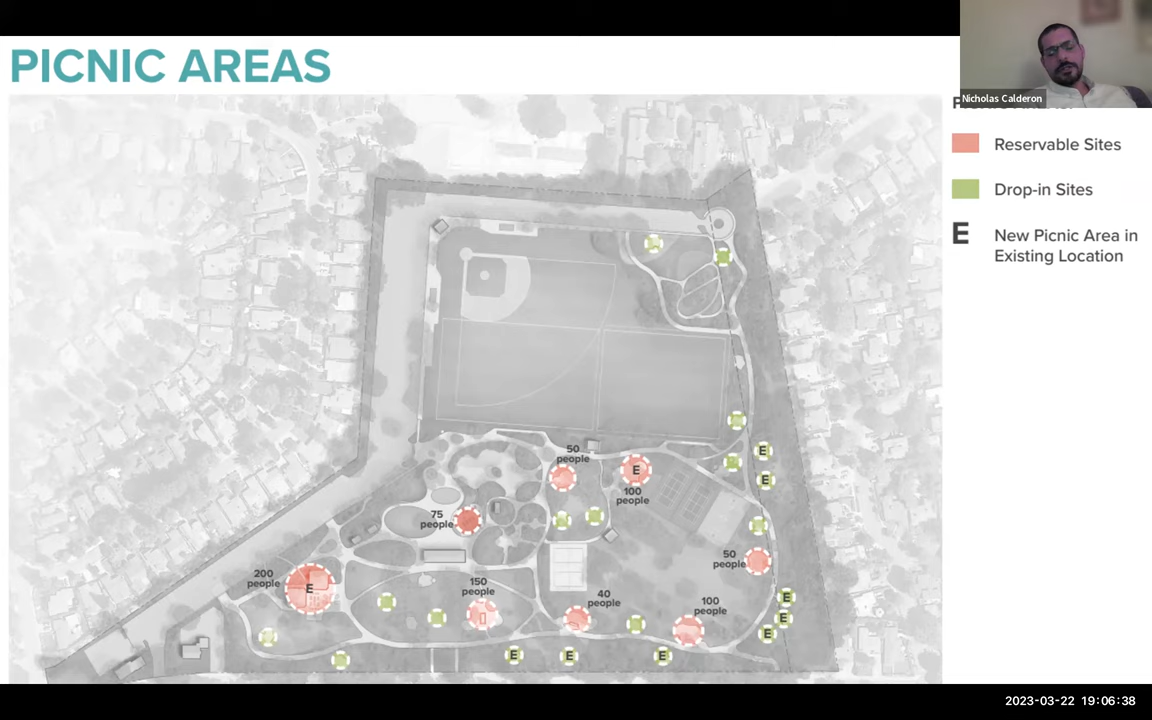 PICNIC AREAS
Nicholas Calderon
Reservable Sites
Drop-in Sites
E
New Picnic Area in
Existing Location
50
people
E
100
people
E
E
75
people
50
people
200
people
E
150
people
40
people
100
people
E
E
E
E
E
E
2023-03-22 19:06:38